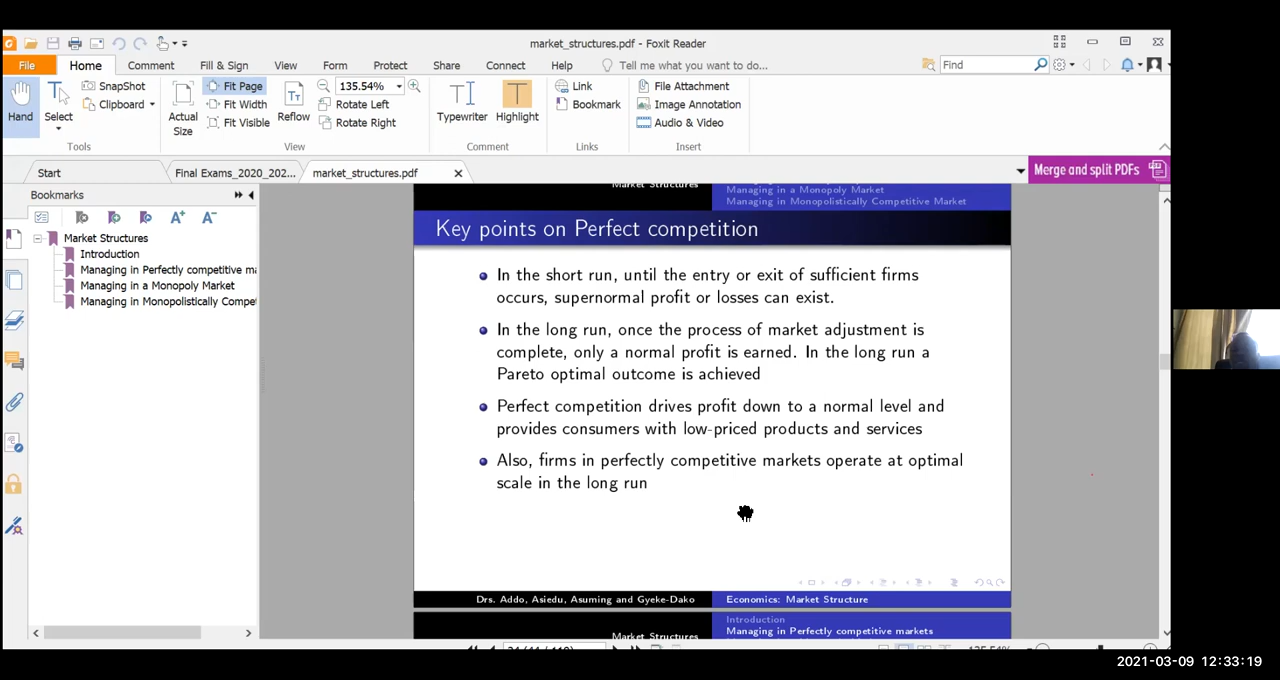 market_structures.pdf - Foxit Reader
File Home Comment Fill & Sign View Form Protect Share Connect Help Tell me what you want to do... Find
Hand
Select
SnapShot
Clipboard
Tools
Actual Size
Fit Page
Fit Width
Fit Visible
Reflow
135.54%
Rotate Left
Rotate Right
View
Typewriter
Highlight
Comment
Link
Bookmark
Links
File Attachment
Image Annotation
Audio & Video
Insert
Start Final Exams_2020_202... market_structures.pdf Merge and split PDFs
Bookmarks
Market Structures
Introduction
Managing in Perfectly competitive ma
Managing in a Monopoly Market
Managing in Monopolistically Compet
Market Structures
Managing in a Monopoly Market
Managing in Monopolistically Competitive Market
Key points on Perfect competition
In the short run, until the entry or exit of sufficient firms
occurs, supernormal profit or losses can exist.
In the long run, once the process of market adjustment is
complete, only a normal profit is earned. In the long run a
Pareto optimal outcome is achieved
Perfect competition drives profit down to a normal level and
provides consumers with low-priced products and services
Also, firms in perfectly competitive markets operate at optimal
scale in the long run
Drs. Addo, Asiedu, Asuming and Gyeke-Dako Economics: Market Structure
Introduction
Market Structures Managing in Perfectly competitive markets
135.54%
2021-03-09 12:33:19